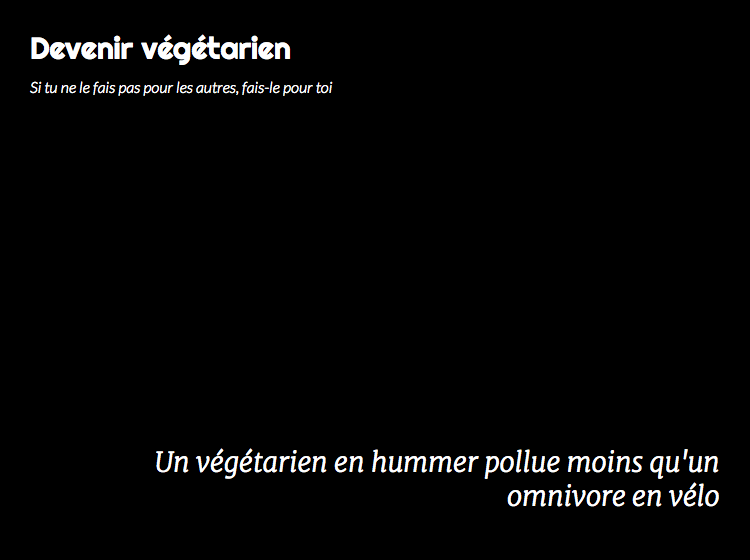 Devenir végétarien
Si tu ne le fais pas pour les autres, fais-le pour toi
Un végétarien en hummer pollue moins qu'un
omnivore en vélo